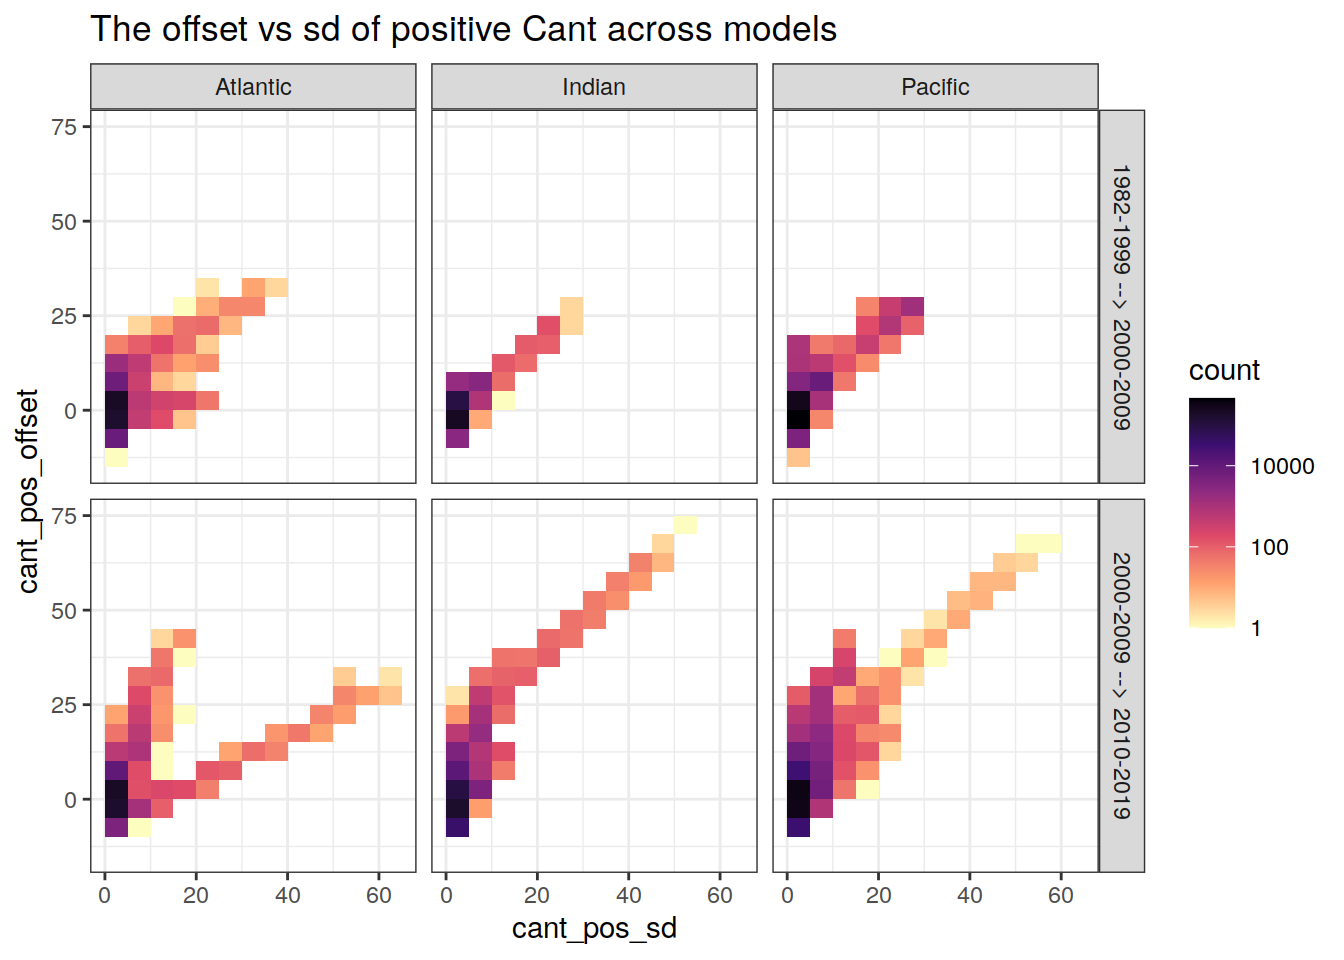 The offset vs sd of positive Cant across models
Atlantic
Indian
Pacific
75
50
25
0
1982-1999 --> 2000-2009
75
50
25
0
2000-2009 --> 2010-2019
0 20 40 60
0 20 40 60
0 20 40 60
cant_pos_sd
cant_pos_offset
count
10000
100
1